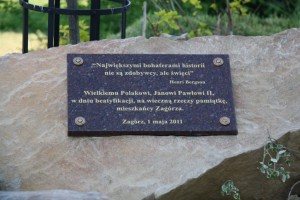 „Największymi bohaterami historii
nie są zdobywcy, ale święci”
Henri Bergson
Wielkiemu Polakowi, Janowi Pawłowi II,
w dniu beatyfikacji, na wieczną rzeczy pamiątkę,
mieszkańcy Zagórza.
Zagórz, 1 maja 2011